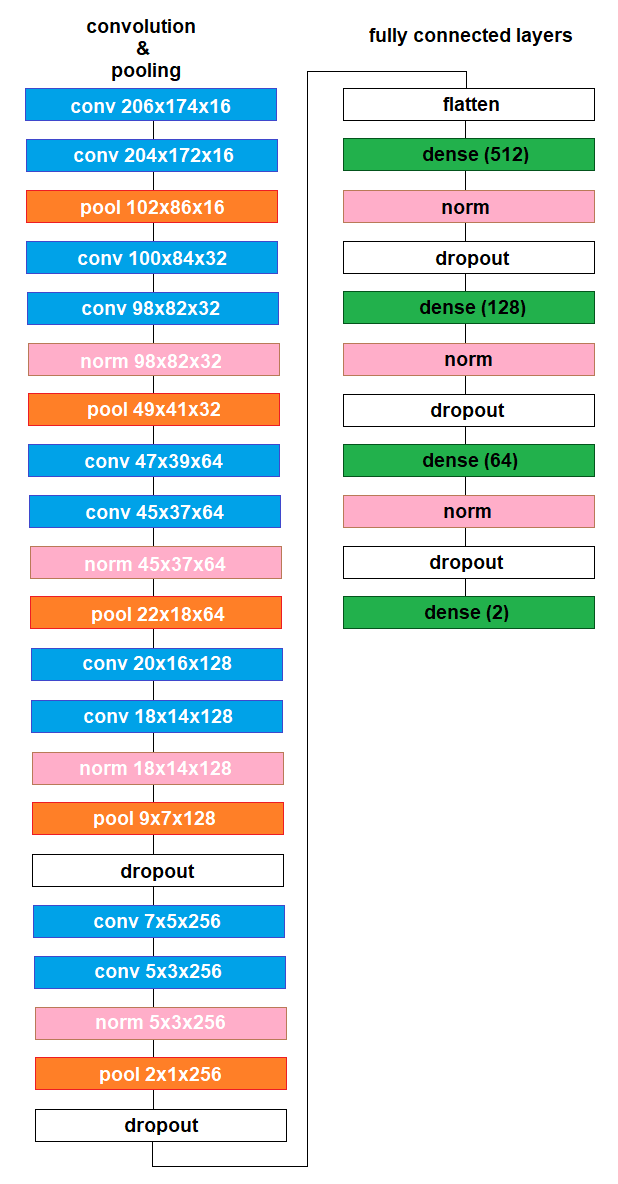 convolution
&
pooling
conv 206x174x16
conv 204x172x16
pool 102x86x16
conv 100x84x32
conv 98x82x32
norm 98x82x32
pool 49x41x32
conv 47x39x64
conv 45x37x64
norm 45x37x64
pool 22x18x64
conv 20x16x128
conv 18x14x128
norm 18x14x128
pool 9x7x128
dropout
conv 7x5x256
conv 5x3x256
norm 5x3x256
pool 2x1x256
dropout
fully connected layers
flatten
dense (512)
norm
dropout
dense (128)
norm
dropout
dense (64)
norm
dropout
dense (2)